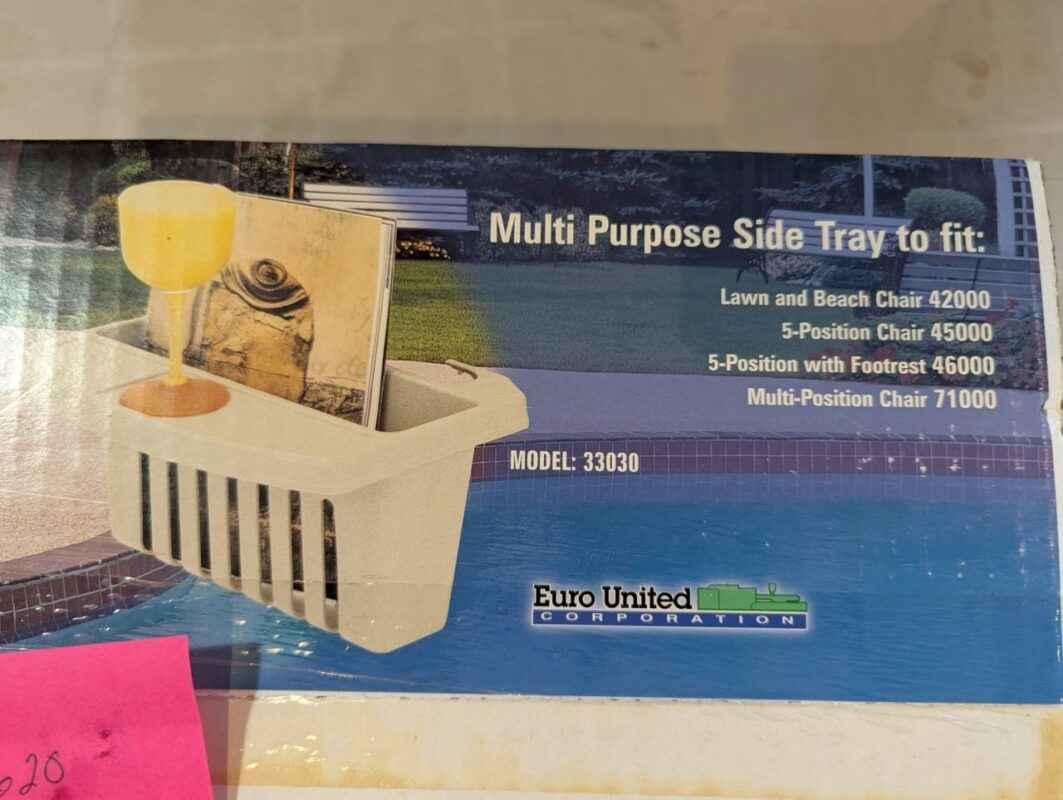 Multi Purpose Side Tray to fit:
Lawn and Beach Chair 42000
5-Position Chair 45000
5-Position with Footrest 46000
Multi-Position Chair 71000
MODEL: 33030
Euro United
CORPORATION
20